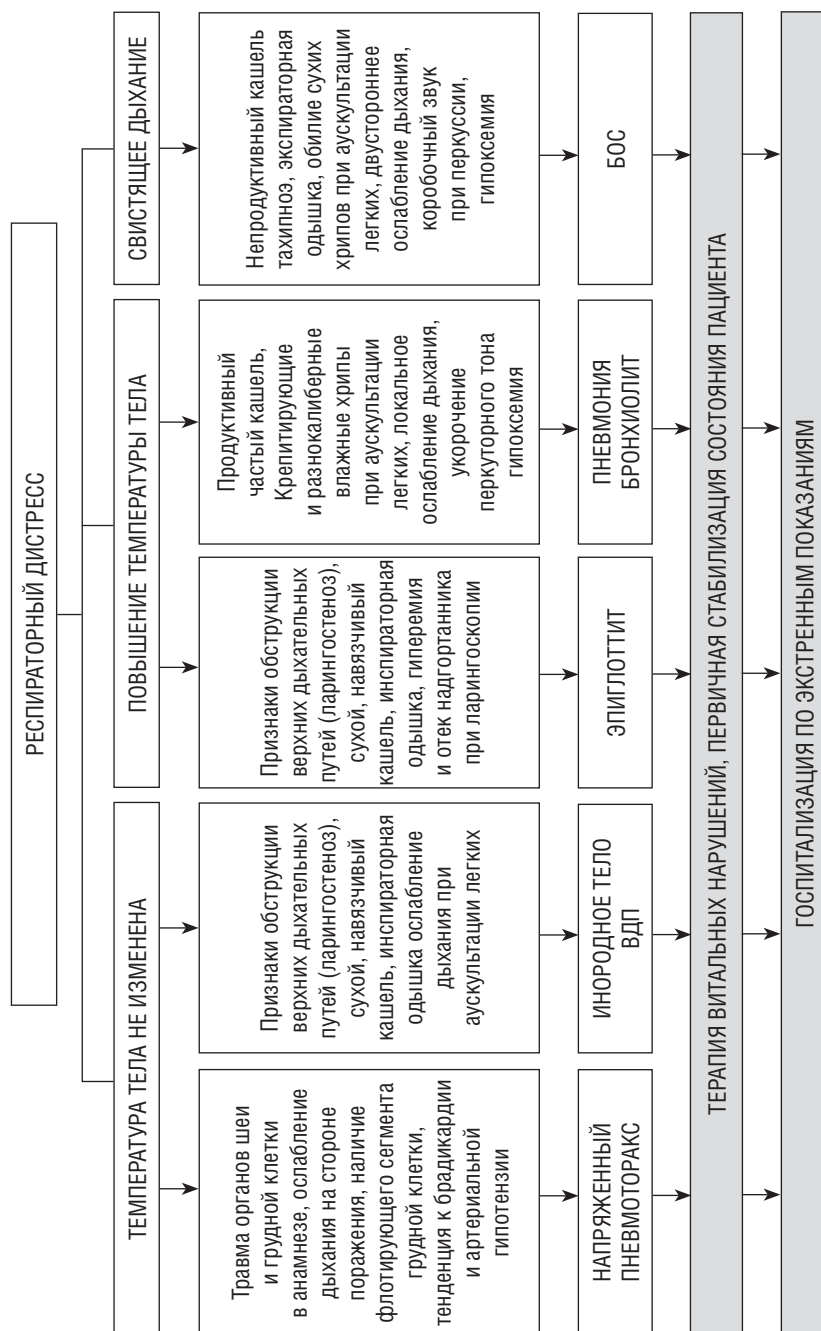 РЕСПИРАТОРНЫЙ ДИСТРЕСС
ТЕМПЕРАТУРА ТЕЛА НЕ ИЗМЕНЕНА
ПОВЫШЕНИЕ ТЕМПЕРАТУРЫ ТЕЛА
СВИСТЯЩЕЕ ДЫХАНИЕ
Травма органов шеи
и грудной клетки
в анамнезе, ослабление
дыхания на стороне
поражения, наличие
флотирующего сегмента
грудной клетки,
тенденция к брадикардии
и артериальной
гипотензии
Признаки обструкции
верхних дыхательных
путей (ларингостеноз),
сухой, навязчивый
кашель, инспираторная
одышка ослабление
дыхания при
аускультации легких
Признаки обструкции
верхних дыхательных
путей (ларингостеноз),
сухой, навязчивый
кашель, инспираторная
одышка, гиперемия
и отек надгортанника
при ларингоскопии
Продуктивный
частый кашель,
Крепитирующие
и разнокалиберные
влажные хрипы
при аускультации
легких, локальное
ослабление дыхания,
укорочение
перкуторного тона
гипоксемия
Непродуктивный кашель
тахипноэ, экспираторная
одышка, обилие сухих
хрипов при аускультации
легких, двустороннее
ослабление дыхания,
коробочный звук
при перкуссии,
гипоксемия
НАПРЯЖЕННЫЙ
ПНЕВМОТОРАКС
ИНОРОДНОЕ ТЕЛО
ВДП
ЭПИГЛОТТИТ
ПНЕВМОНИЯ
БРОНХИОЛИТ
БОС
ТЕРАПИЯ ВИТАЛЬНЫХ НАРУШЕНИЙ, ПЕРВИЧНАЯ СТАБИЛИЗАЦИЯ СОСТОЯНИЯ ПАЦИЕНТА
ГОСПИТАЛИЗАЦИЯ ПО ЭКСТРЕННЫМ ПОКАЗАНИЯМ